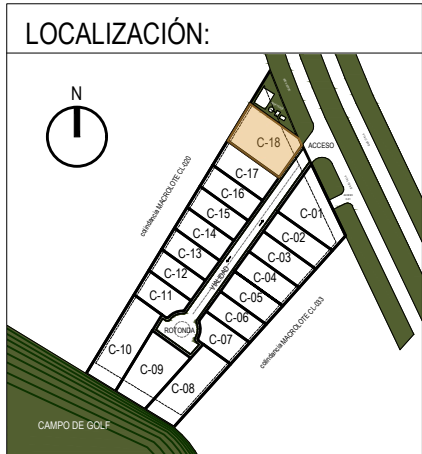 LOCALIZACIÓN:
N
colindancia MACROLOTE CL-020
ACCESO
C-18
C-17
C-16
C-15
C-14
C-13
C-12
C-11
C-10
C-09
C-08
C-07
C-06
C-05
C-04
C-03
C-02
C-01
VIALIDAD
ROTONDA
colindancia MACROLOTE CL-033
CAMPO DE GOLF